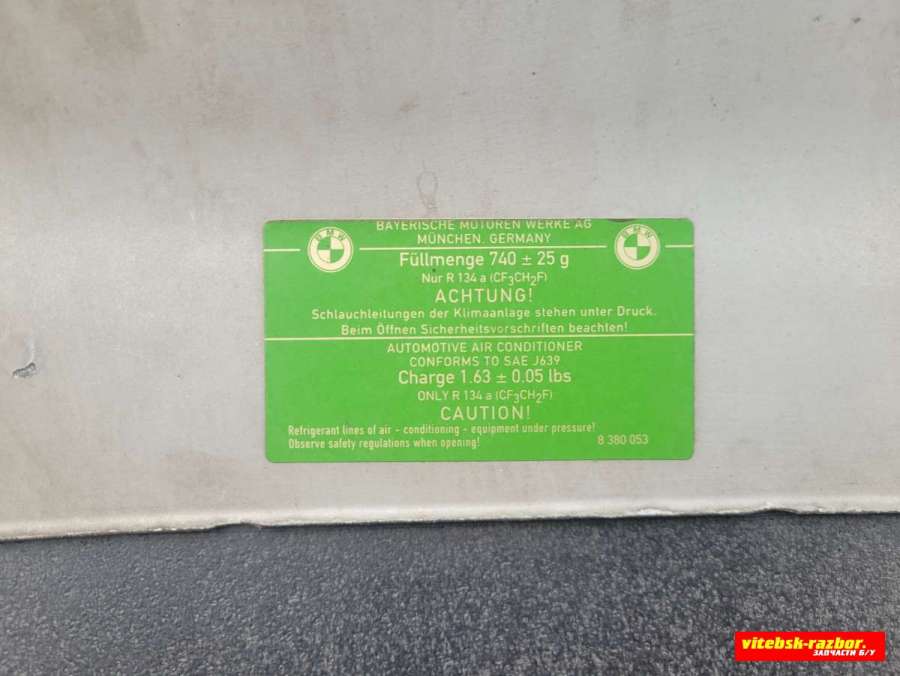 BAYERISCHE MOTOREN WERKE AG
MÜNCHEN. GERMANY
BMW
BMW
Füllmenge 740 ± 25 g
Nur R 134 a (CF3CH2F)
ACHTUNG!
Schlauchleitungen der Klimaanlage stehen unter Druck.
Beim Öffnen Sicherheitsvorschriften beachten!
AUTOMOTIVE AIR CONDITIONER
CONFORMS TO SAE J639
Charge 1.63 ± 0.05 lbs
ONLY R 134 a (CF3CH2F)
CAUTION!
Refrigerant lines of air - conditioning - equipment under pressure!
Observe safety regulations when opening!
8 380 053
vitebsk-razbor.
ЗАПЧАСТИ Б/У